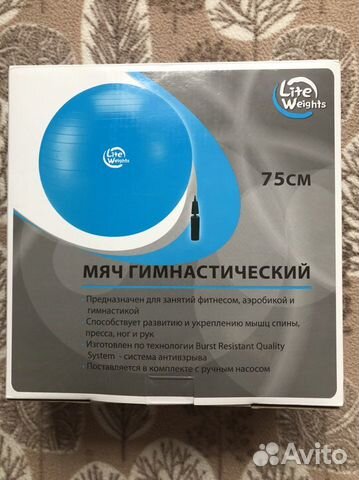 Lite
Weights
Lite
Weights
75см
МЯЧ ГИМНАСТИЧЕСКИЙ
Предназначен для занятий фитнесом, аэробикой и
гимнастикой
Способствует развитию и укреплению мышц спины,
пресса, ног и рук
Изготовлен по технологии Burst Resistant Quality
System - система антивзрыва
Поставляется в комплекте с ручным насосом
Avito